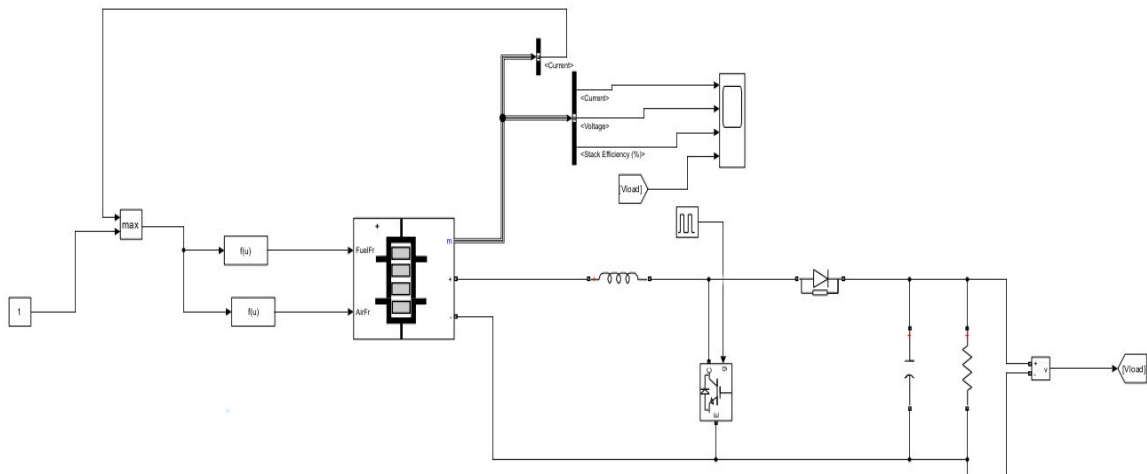 <Current>
<Current>
<Voltage>
<Stack Efficiency (%)>
[Vload]
max
+
m
FuelFr
f(u)
+
1
f(u)
AirFr
-
g
C
E
+
-
v
[Vload]